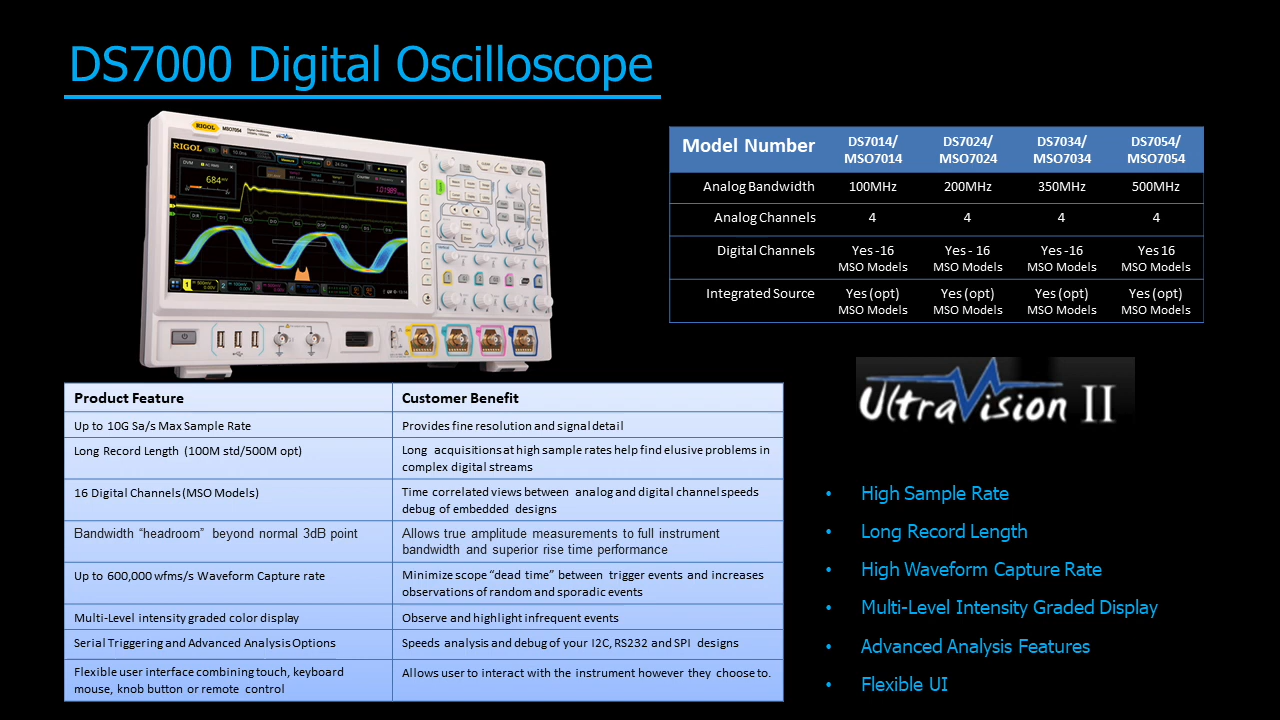 DS7000 Digital Oscilloscope
RIGOL MSO7054
RIGOL
684
1.01989
Model Number DS7014/ DS7024/ DS7034/ DS7054/
MSO7014 MSO7024 MSO7034 MSO7054
Analog Bandwidth 100MHz 200MHz 350MHz 500MHz
Analog Channels 4 4 4 4
Digital Channels Yes -16 Yes - 16 Yes -16 Yes 16
MSO Models MSO Models MSO Models MSO Models
Integrated Source Yes (opt) Yes (opt) Yes (opt) Yes (opt)
MSO Models MSO Models MSO Models MSO Models
UltraVision II
Product Feature Customer Benefit
Up to 10G Sa/s Max Sample Rate Provides fine resolution and signal detail
Long Record Length (100M std/500M opt) Long acquisitions at high sample rates help find elusive problems in
complex digital streams
16 Digital Channels (MSO Models) Time correlated views between analog and digital channel speeds
debug of embedded designs
Bandwidth “headroom” beyond normal 3dB point Allows true amplitude measurements to full instrument
bandwidth and superior rise time performance
Up to 600,000 wfms/s Waveform Capture rate Minimize scope “dead time” between trigger events and increases
observations of random and sporadic events
Multi-Level intensity graded color display Observe and highlight infrequent events
Serial Triggering and Advanced Analysis Options Speeds analysis and debug of your I2C, RS232 and SPI designs
Flexible user interface combining touch, keyboard Allows user to interact with the instrument however they choose to.
mouse, knob button or remote control
• High Sample Rate
• Long Record Length
• High Waveform Capture Rate
• Multi-Level Intensity Graded Display
• Advanced Analysis Features
• Flexible UI